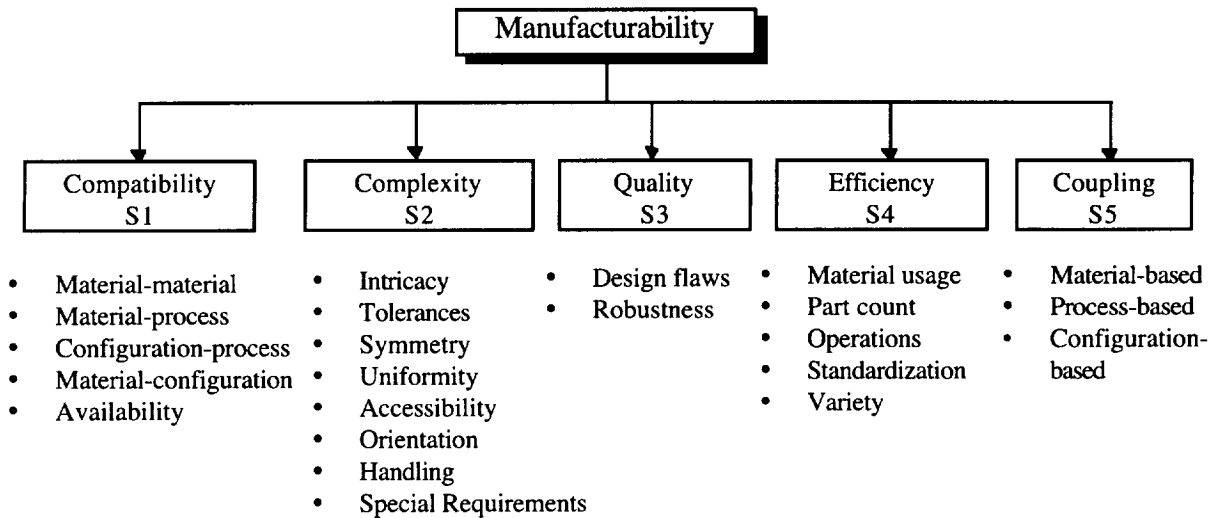 Manufacturability
Compatibility
S1
Complexity
S2
Quality
S3
Efficiency
S4
Coupling
S5
• Material-material
• Material-process
• Configuration-process
• Material-configuration
• Availability
• Intricacy
• Tolerances
• Symmetry
• Uniformity
• Accessibility
• Orientation
• Handling
• Special Requirements
• Design flaws
• Robustness
• Material usage
• Part count
• Operations
• Standardization
• Variety
• Material-based
• Process-based
• Configuration-
based